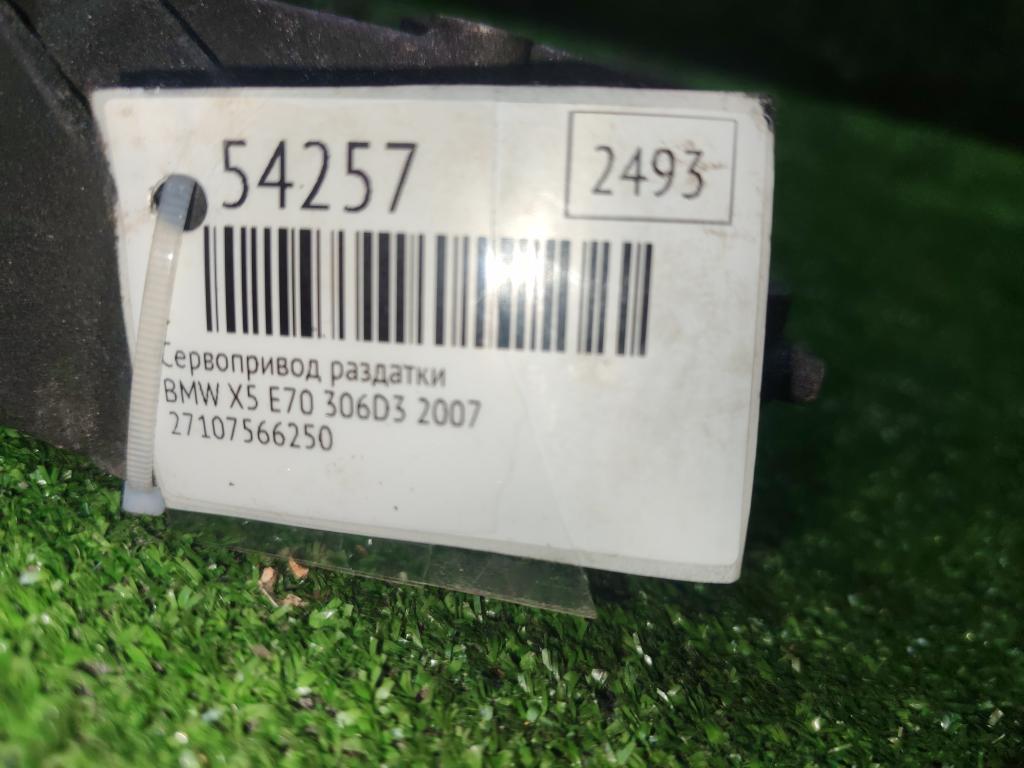 54257
2493
Сервопривод раздатки
BMW X5 E70 306D3 2007
27107566250